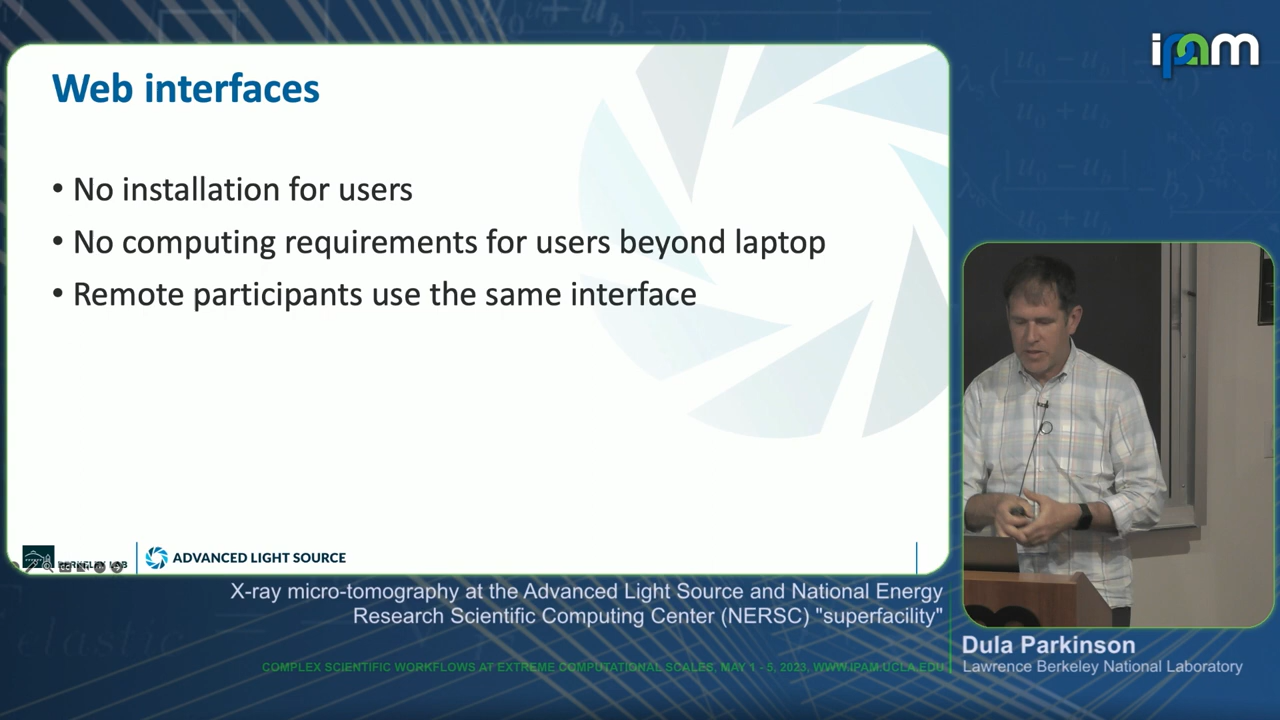 ipam
Web interfaces
• No installation for users
• No computing requirements for users beyond laptop
• Remote participants use the same interface
BERKELEY LAB
ADVANCED LIGHT SOURCE
X-ray micro-tomography at the Advanced Light Source and National Energy
Research Scientific Computing Center (NERSC) "superfacility"
COMPLEX SCIENTIFIC WORKFLOWS AT EXTREME COMPUTATIONAL SCALES, MAY 1 - 5, 2023, WWW.IPAM.UCLA.EDU
Dula Parkinson
Lawrence Berkeley National Laboratory